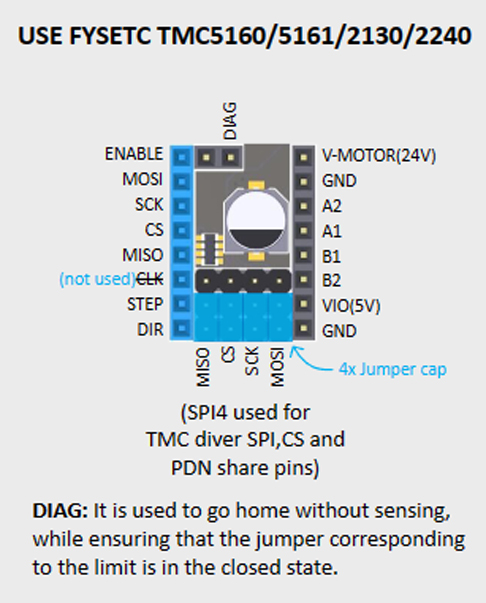 USE FYSETC TMC5160/5161/2130/2240
DIAG
ENABLE
MOSI
SCK
CS
MISO
(not used)CLK
STEP
DIR
V-MOTOR(24V)
GND
A2
A1
B1
B2
VIO(5V)
GND
MISO
CS
SCK
MOSI
4x Jumper cap
(SPI4 used for
TMC diver SPI,CS and
PDN share pins)
DIAG: It is used to go home without sensing,
while ensuring that the jumper corresponding
to the limit is in the closed state.